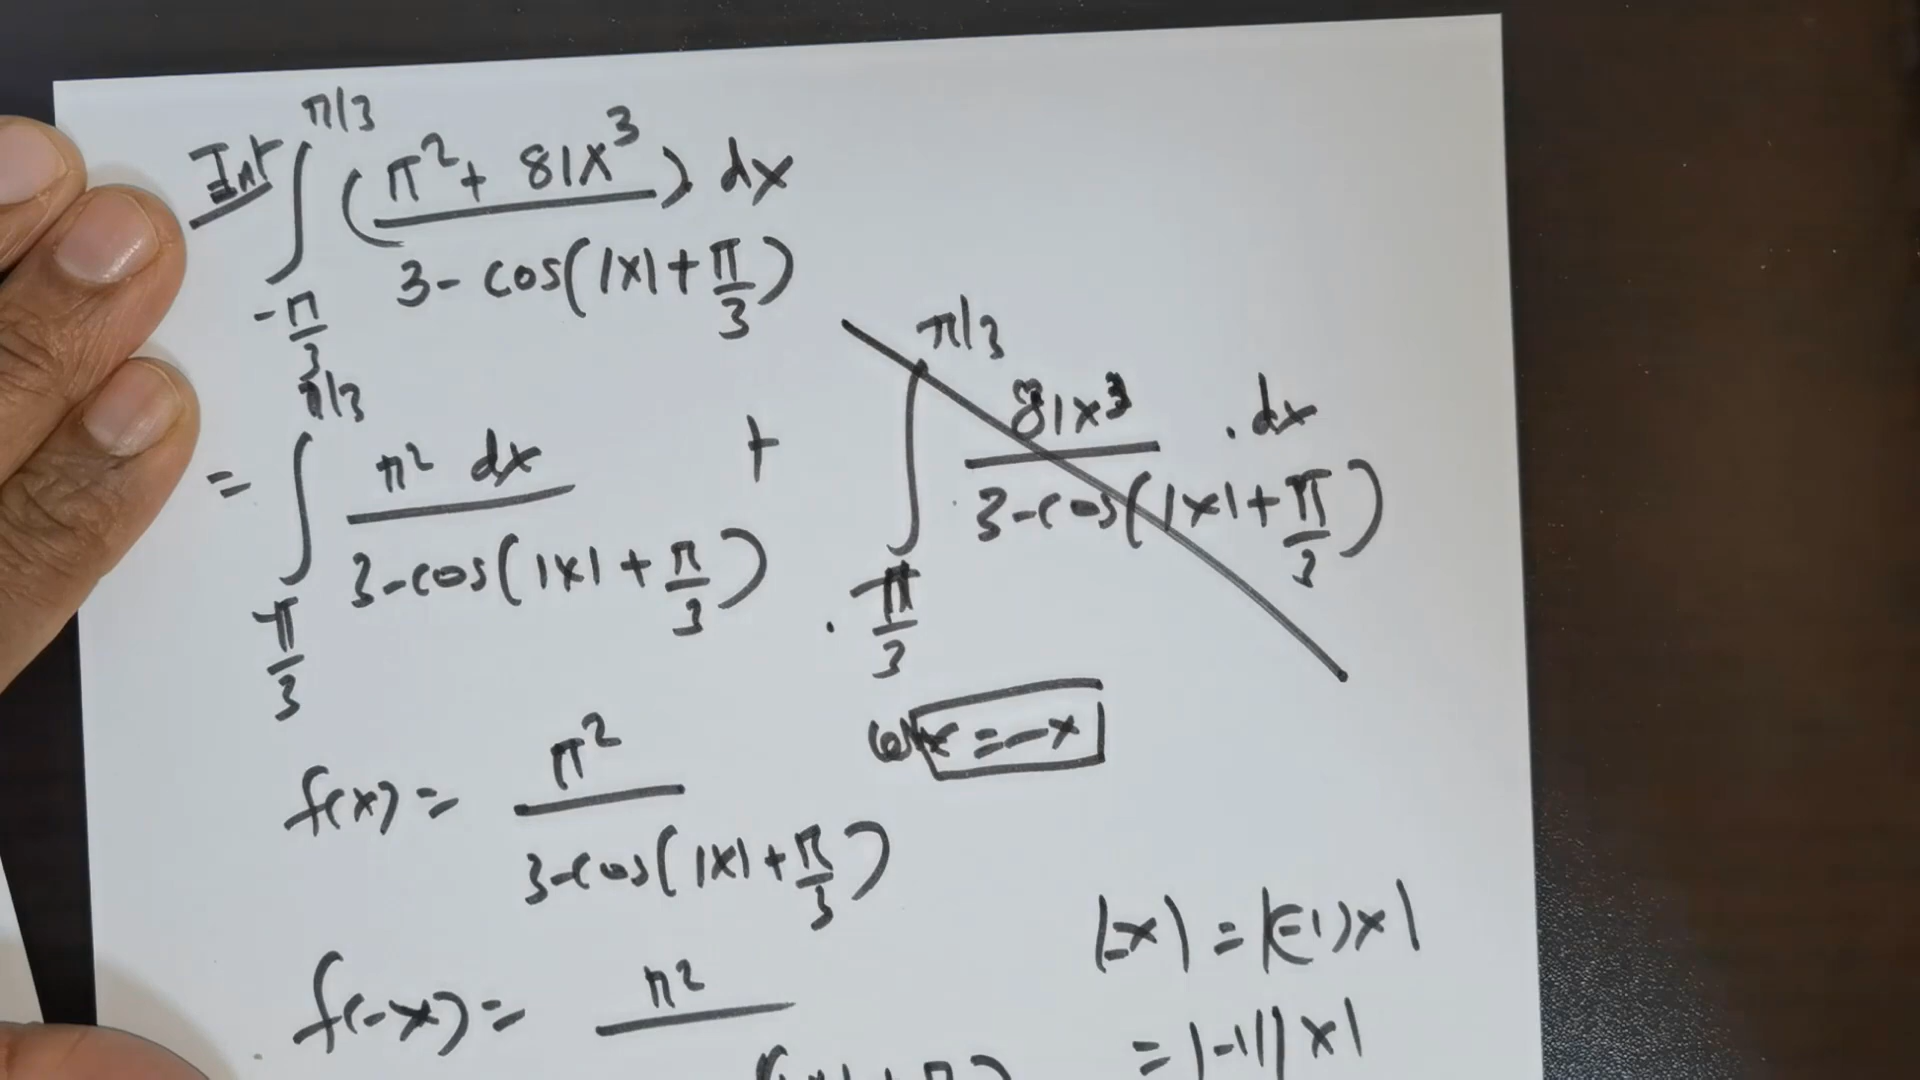 Int ∫_{-π/3}^{π/3} (π² + 81x³) / (3 - cos(|x| + π/3)) dx
= ∫_{-π/3}^{π/3} π² dx / (3 - cos(|x| + π/3)) + ∫_{-π/3}^{π/3} 81x³ / (3 - cos(|x| + π/3)) . dx
x = -x
f(x) = π² / (3 - cos(|x| + π/3))
|-x| = |(-1)x|
f(-x) = π²
= |-1||x|